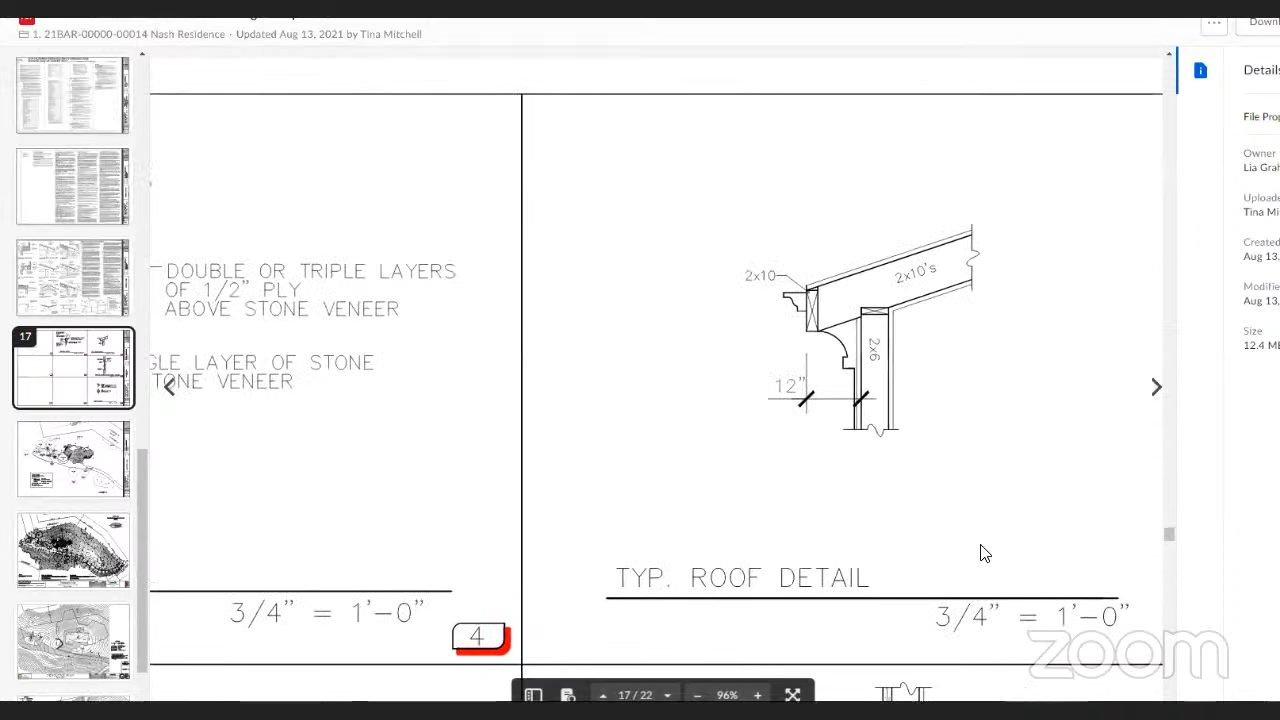 1. 21BAR-00000-00014 Nash Residence · Updated Aug 13, 2021 by Tina Mitchell
...
Downl
Details
File Prop
Owner
Lia Grah
Uploade
Tina Mit
Created
Aug 13,
Modifie
Aug 13,
Size
12.4 MB
17
DOUBLE OR TRIPLE LAYERS
OF 1/2" PLY
ABOVE STONE VENEER
GLE LAYER OF STONE
TONE VENEER
3/4" = 1'-0"
4
2x10
2x10's
2x6
12"
TYP. ROOF DETAIL
3/4" = 1'-0"
zoom
17 / 22
96%